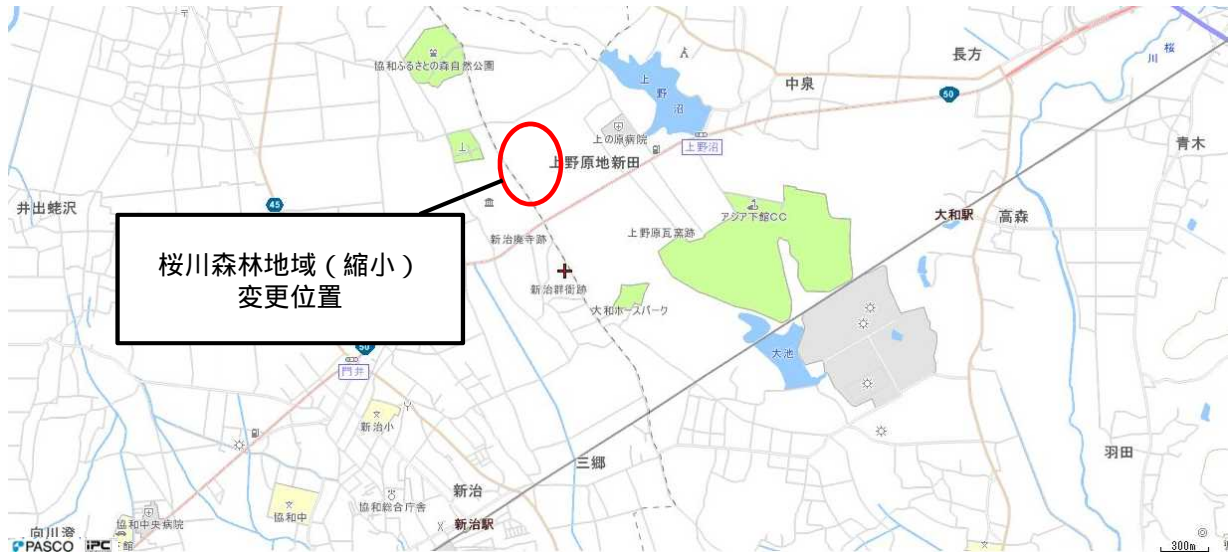 協和ふるさとの森自然公園
上野沼
中泉
長方
桜川
50
上の原病院
上野沼
上野原地新田
青木
井出蛯沢
45
アジア下館CC
大和駅
高森
桜川森林地域（縮小）
変更位置
新治廃寺跡
上野原瓦窯跡
新治群衙跡
大和ホースパーク
50
門井
大池
新治小
三郷
羽田
新治
協和総合庁舎
協和中
新治駅
協和中央病院
向川澄
館
PASCO iPC
300m